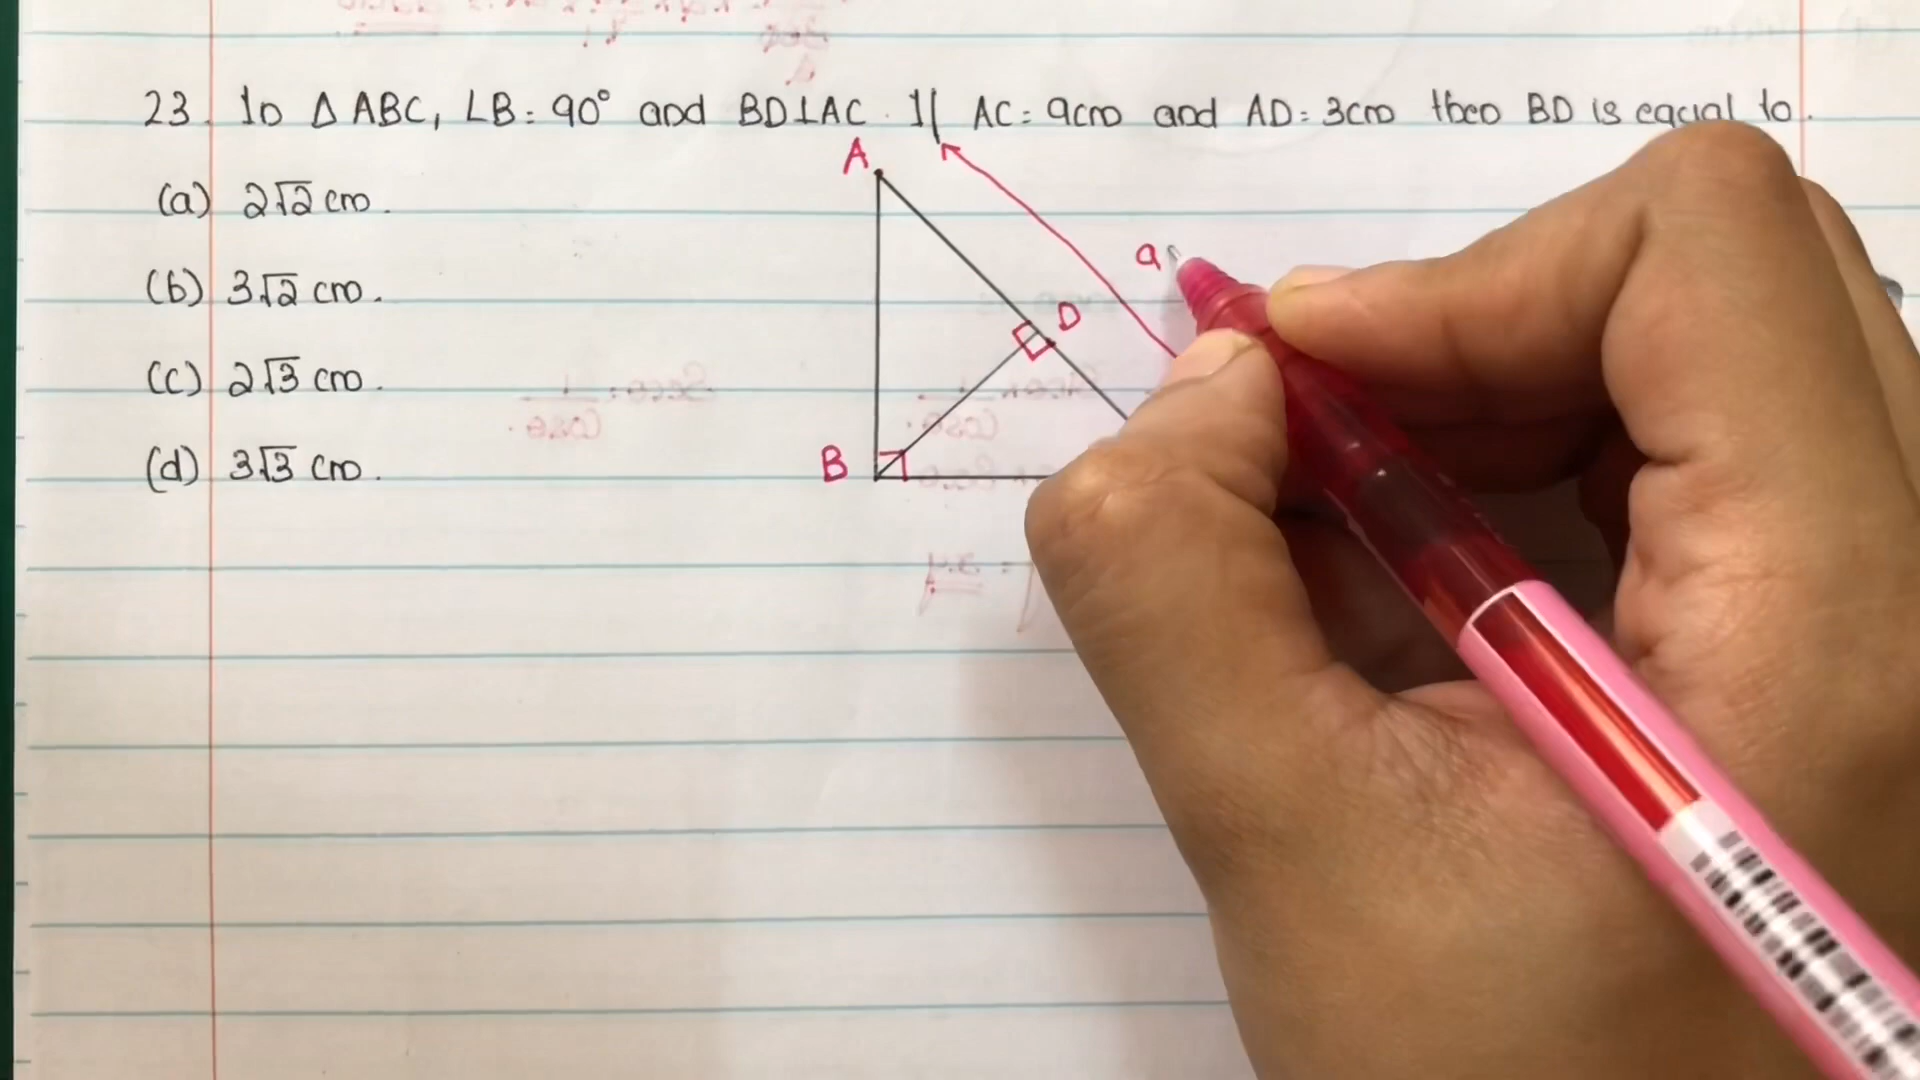 23. In Δ ABC, ∠B = 90° and BD⊥AC. If AC = 9cm and AD = 3cm then BD is equal to.
(a) 2√2 cm.
(b) 3√2 cm.
(c) 2√3 cm.
(d) 3√3 cm.
A
9
D
B